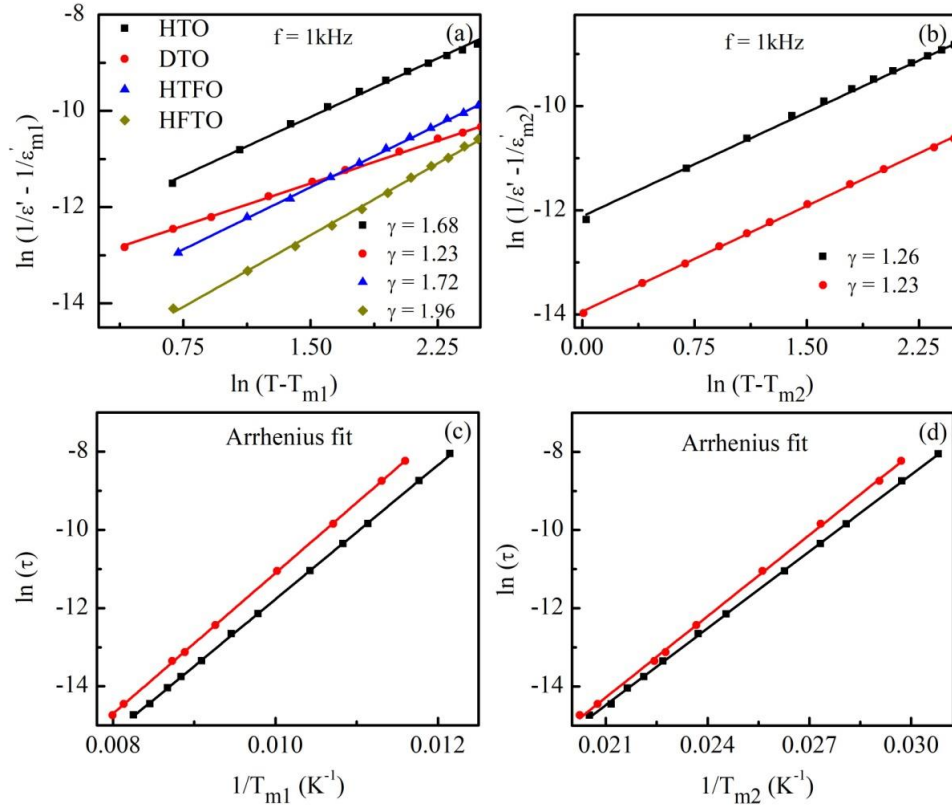 (a)
f = 1kHz
HTO
DTO
HTFO
HFTO
γ = 1.68
γ = 1.23
γ = 1.72
γ = 1.96
-8
-10
-12
-14
ln (1/ε' - 1/ε'm1)
0.75 1.50 2.25
ln (T-Tm1)
(b)
f = 1kHz
γ = 1.26
γ = 1.23
-8
-10
-12
-14
ln (1/ε' - 1/ε'm2)
0.00 0.75 1.50 2.25
ln (T-Tm2)
(c)
Arrhenius fit
-8
-10
-12
-14
ln (τ)
0.008 0.010 0.012
1/Tm1 (K-1)
(d)
Arrhenius fit
-8
-10
-12
-14
ln (τ)
0.021 0.024 0.027 0.030
1/Tm2 (K-1)